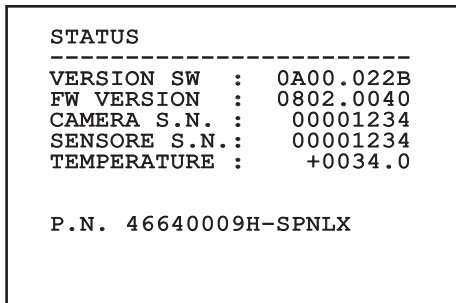 STATUS
------------------------
VERSION SW  :  0A00.022B
FW VERSION  :  0802.0040
CAMERA S.N. :   00001234
SENSORE S.N.:   00001234
TEMPERATURE :    +0034.0
P.N. 46640009H-SPNLX